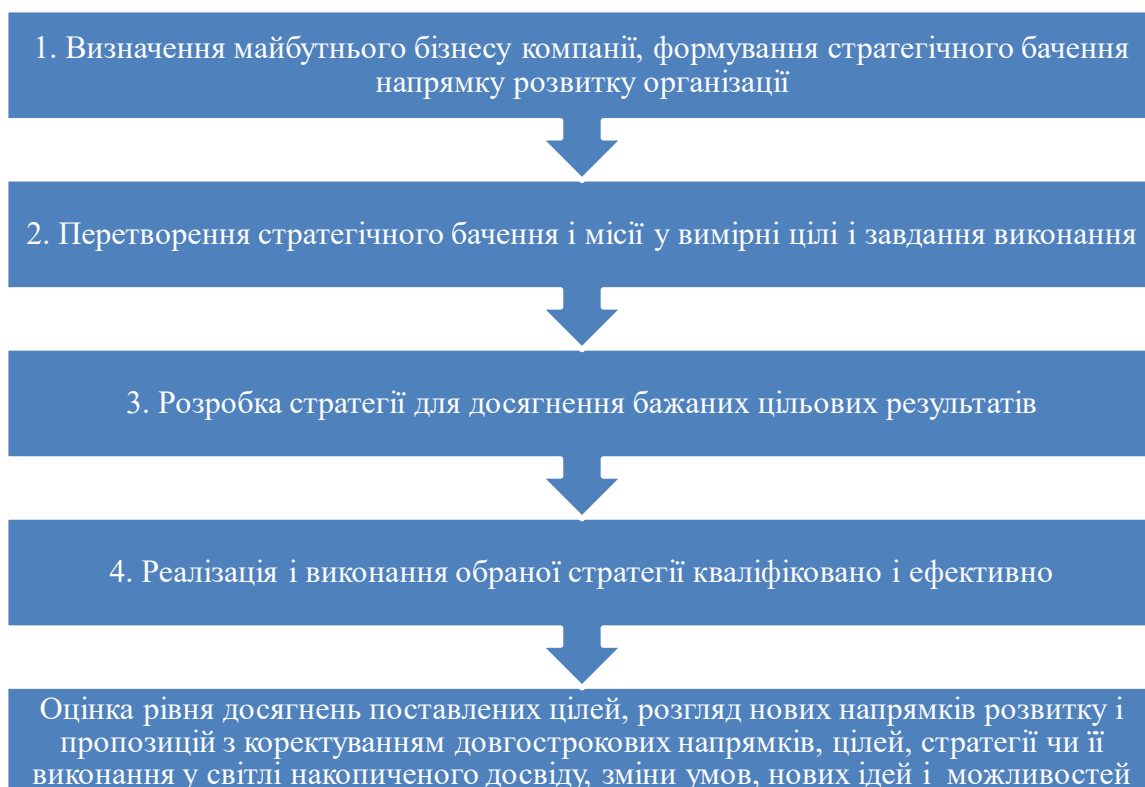 1. Визначення майбутнього бізнесу компанії, формування стратегічного бачення
напрямку розвитку організації
2. Перетворення стратегічного бачення і місії у вимірні цілі і завдання виконання
3. Розробка стратегії для досягнення бажаних цільових результатів
4. Реалізація і виконання обраної стратегії кваліфіковано і ефективно
Оцінка рівня досягнень поставлених цілей, розгляд нових напрямків розвитку і
пропозицій з коректуванням довгострокових напрямків, цілей, стратегії чи її
виконання у світлі накопиченого досвіду, зміни умов, нових ідей і можливостей